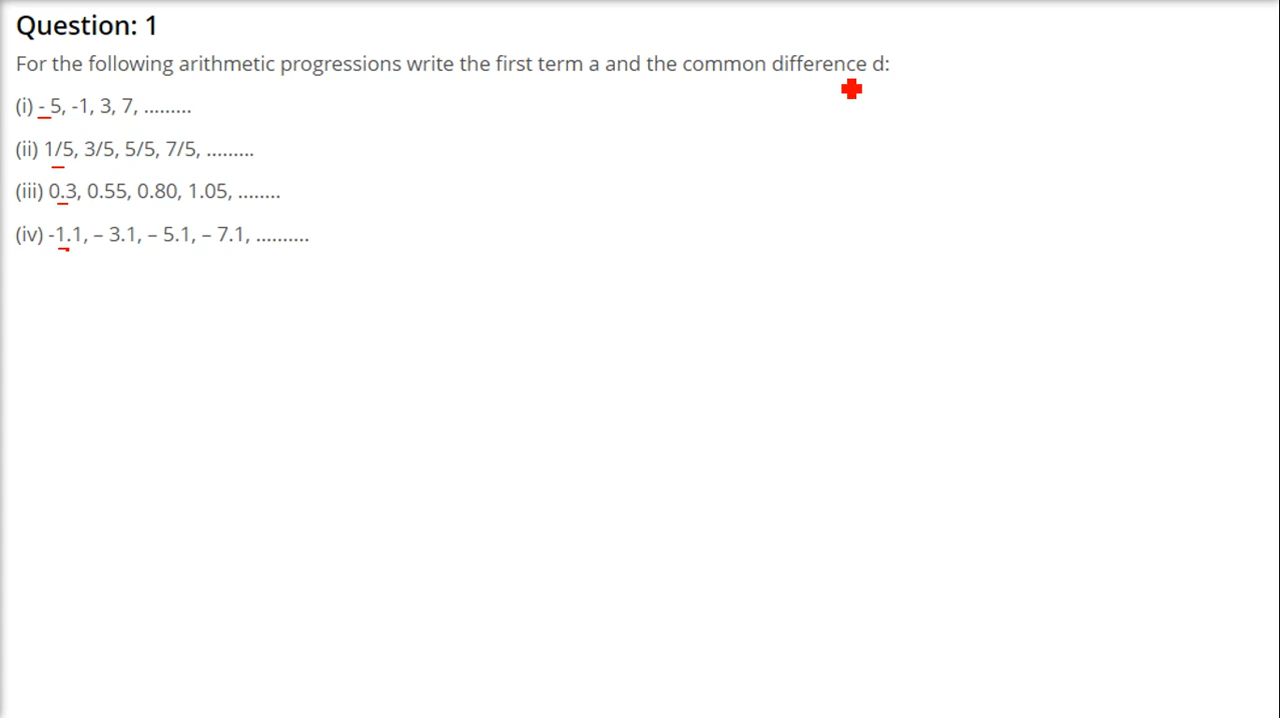 Question: 1
For the following arithmetic progressions write the first term a and the common difference d:
(i) - 5, -1, 3, 7, .........
(ii) 1/5, 3/5, 5/5, 7/5, .........
(iii) 0.3, 0.55, 0.80, 1.05, ........
(iv) -1.1, – 3.1, – 5.1, – 7.1, ..........